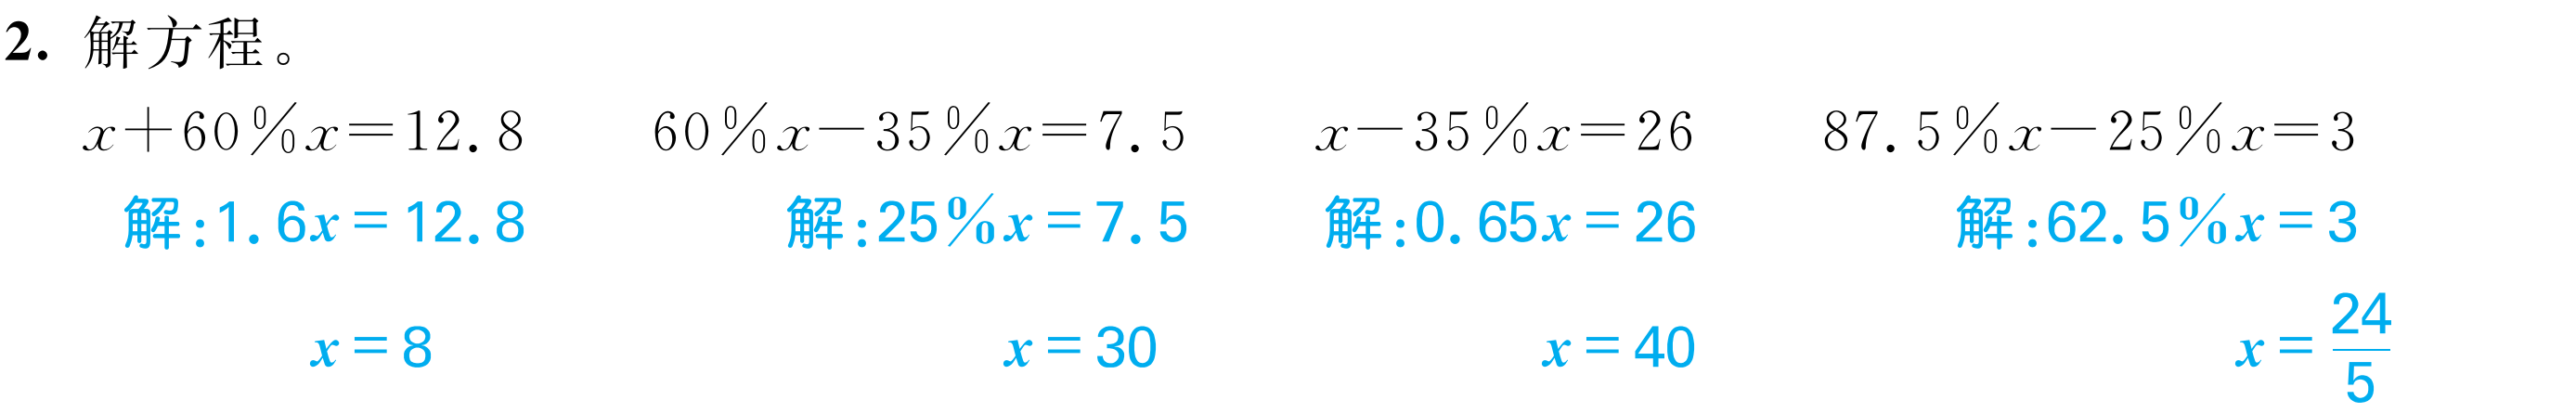 2. 解方程。
x+60%x=12.8 60%x-35%x=7.5 x-35%x=26 87.5%x-25%x=3
解:1.6x=12.8 解:25%x=7.5 解:0.65x=26 解:62.5%x=3
x=8 x=30 x=40 x=24/5